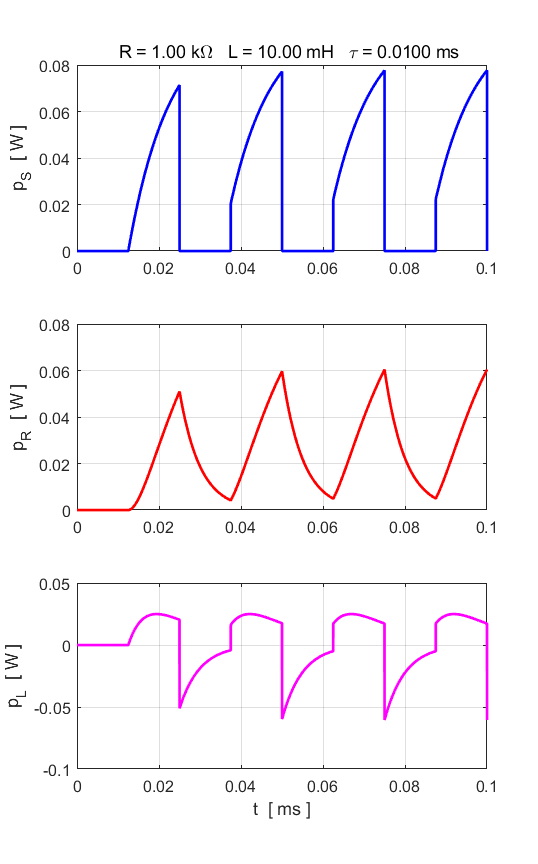 R = 1.00 kΩ L = 10.00 mH τ = 0.0100 ms
0.08
0.06
0.04
0.02
0
p_S [ W ]
0 0.02 0.04 0.06 0.08 0.1
0.08
0.06
0.04
0.02
0
p_R [ W ]
0 0.02 0.04 0.06 0.08 0.1
0.05
0
-0.05
-0.1
p_L [ W ]
0 0.02 0.04 0.06 0.08 0.1
t [ ms ]